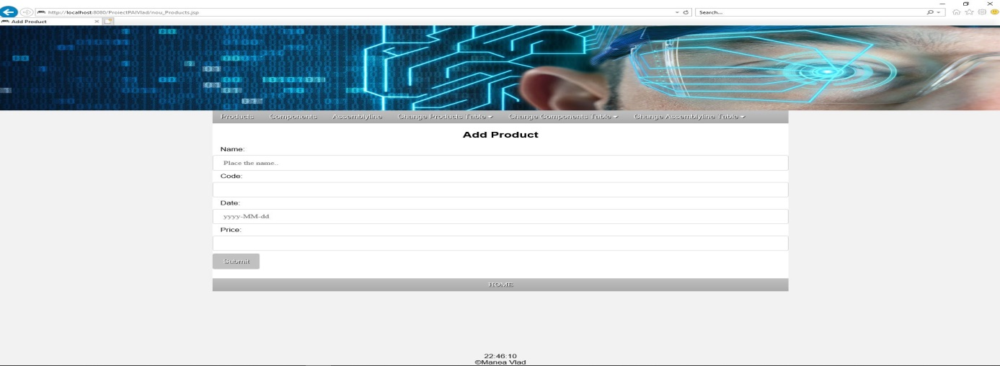 http://localhost:8080/ProiectPAIVlad/nou_Products.jsp
Search...
Add Product
Products Components Assemblyline Change Products Table Change Components Table Change Assemblyline Table
Add Product
Name:
Place the name..
Code:
Date:
yyyy-MM-dd
Price:
Submit
HOME
22:46:10
©Manea Vlad